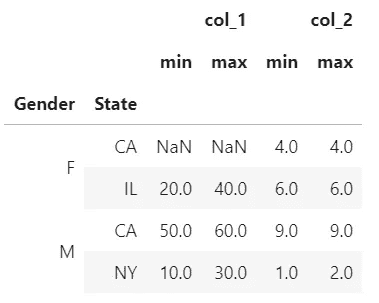 col_1 col_2
min max min max
Gender State
F CA NaN NaN 4.0 4.0
IL 20.0 40.0 6.0 6.0
M CA 50.0 60.0 9.0 9.0
NY 10.0 30.0 1.0 2.0